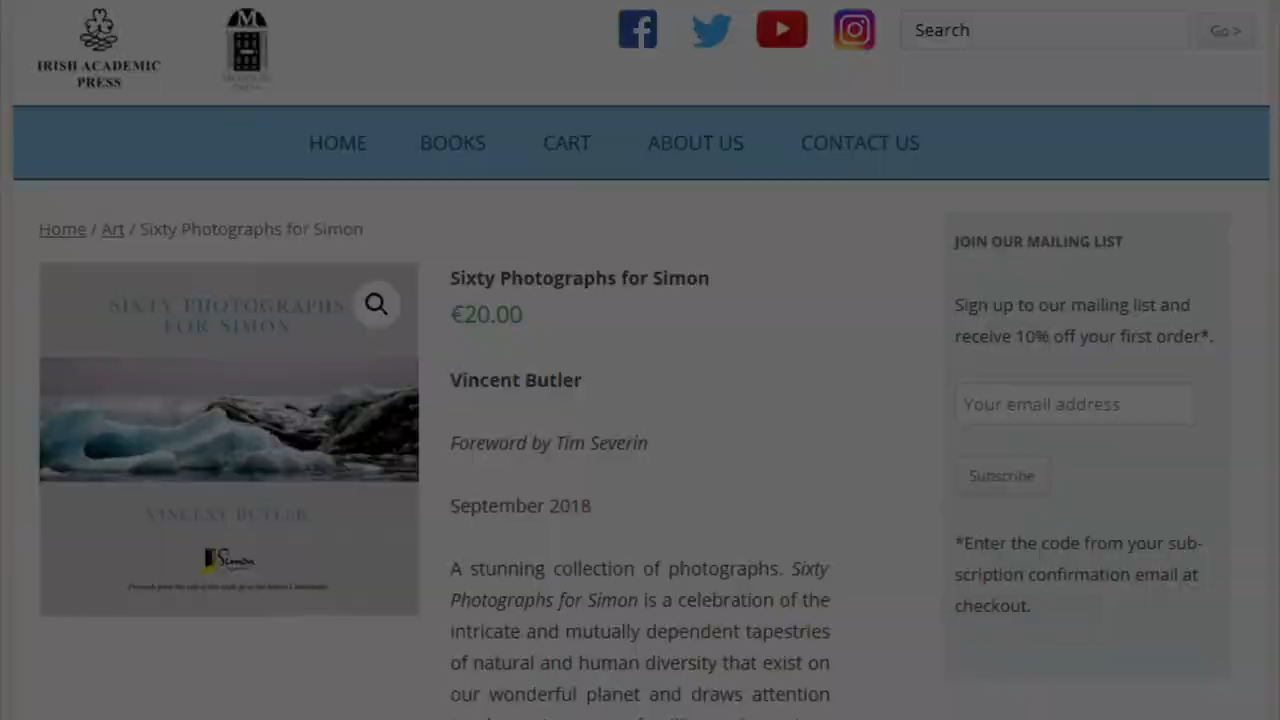 IRISH ACADEMIC
PRESS
M
Search
Go >
HOME
BOOKS
CART
ABOUT US
CONTACT US
Home / Art / Sixty Photographs for Simon
SIXTY PHOTOGRAPHS
FOR SIMON
VINCENT BUTLER
Simon
Sixty Photographs for Simon
€20.00
Vincent Butler
Foreword by Tim Severin
September 2018
A stunning collection of photographs. Sixty
Photographs for Simon is a celebration of the
intricate and mutually dependent tapestries
of natural and human diversity that exist on
our wonderful planet and draws attention
JOIN OUR MAILING LIST
Sign up to our mailing list and
receive 10% off your first order*.
Your email address
Subscribe
*Enter the code from your sub-
scription confirmation email at
checkout.